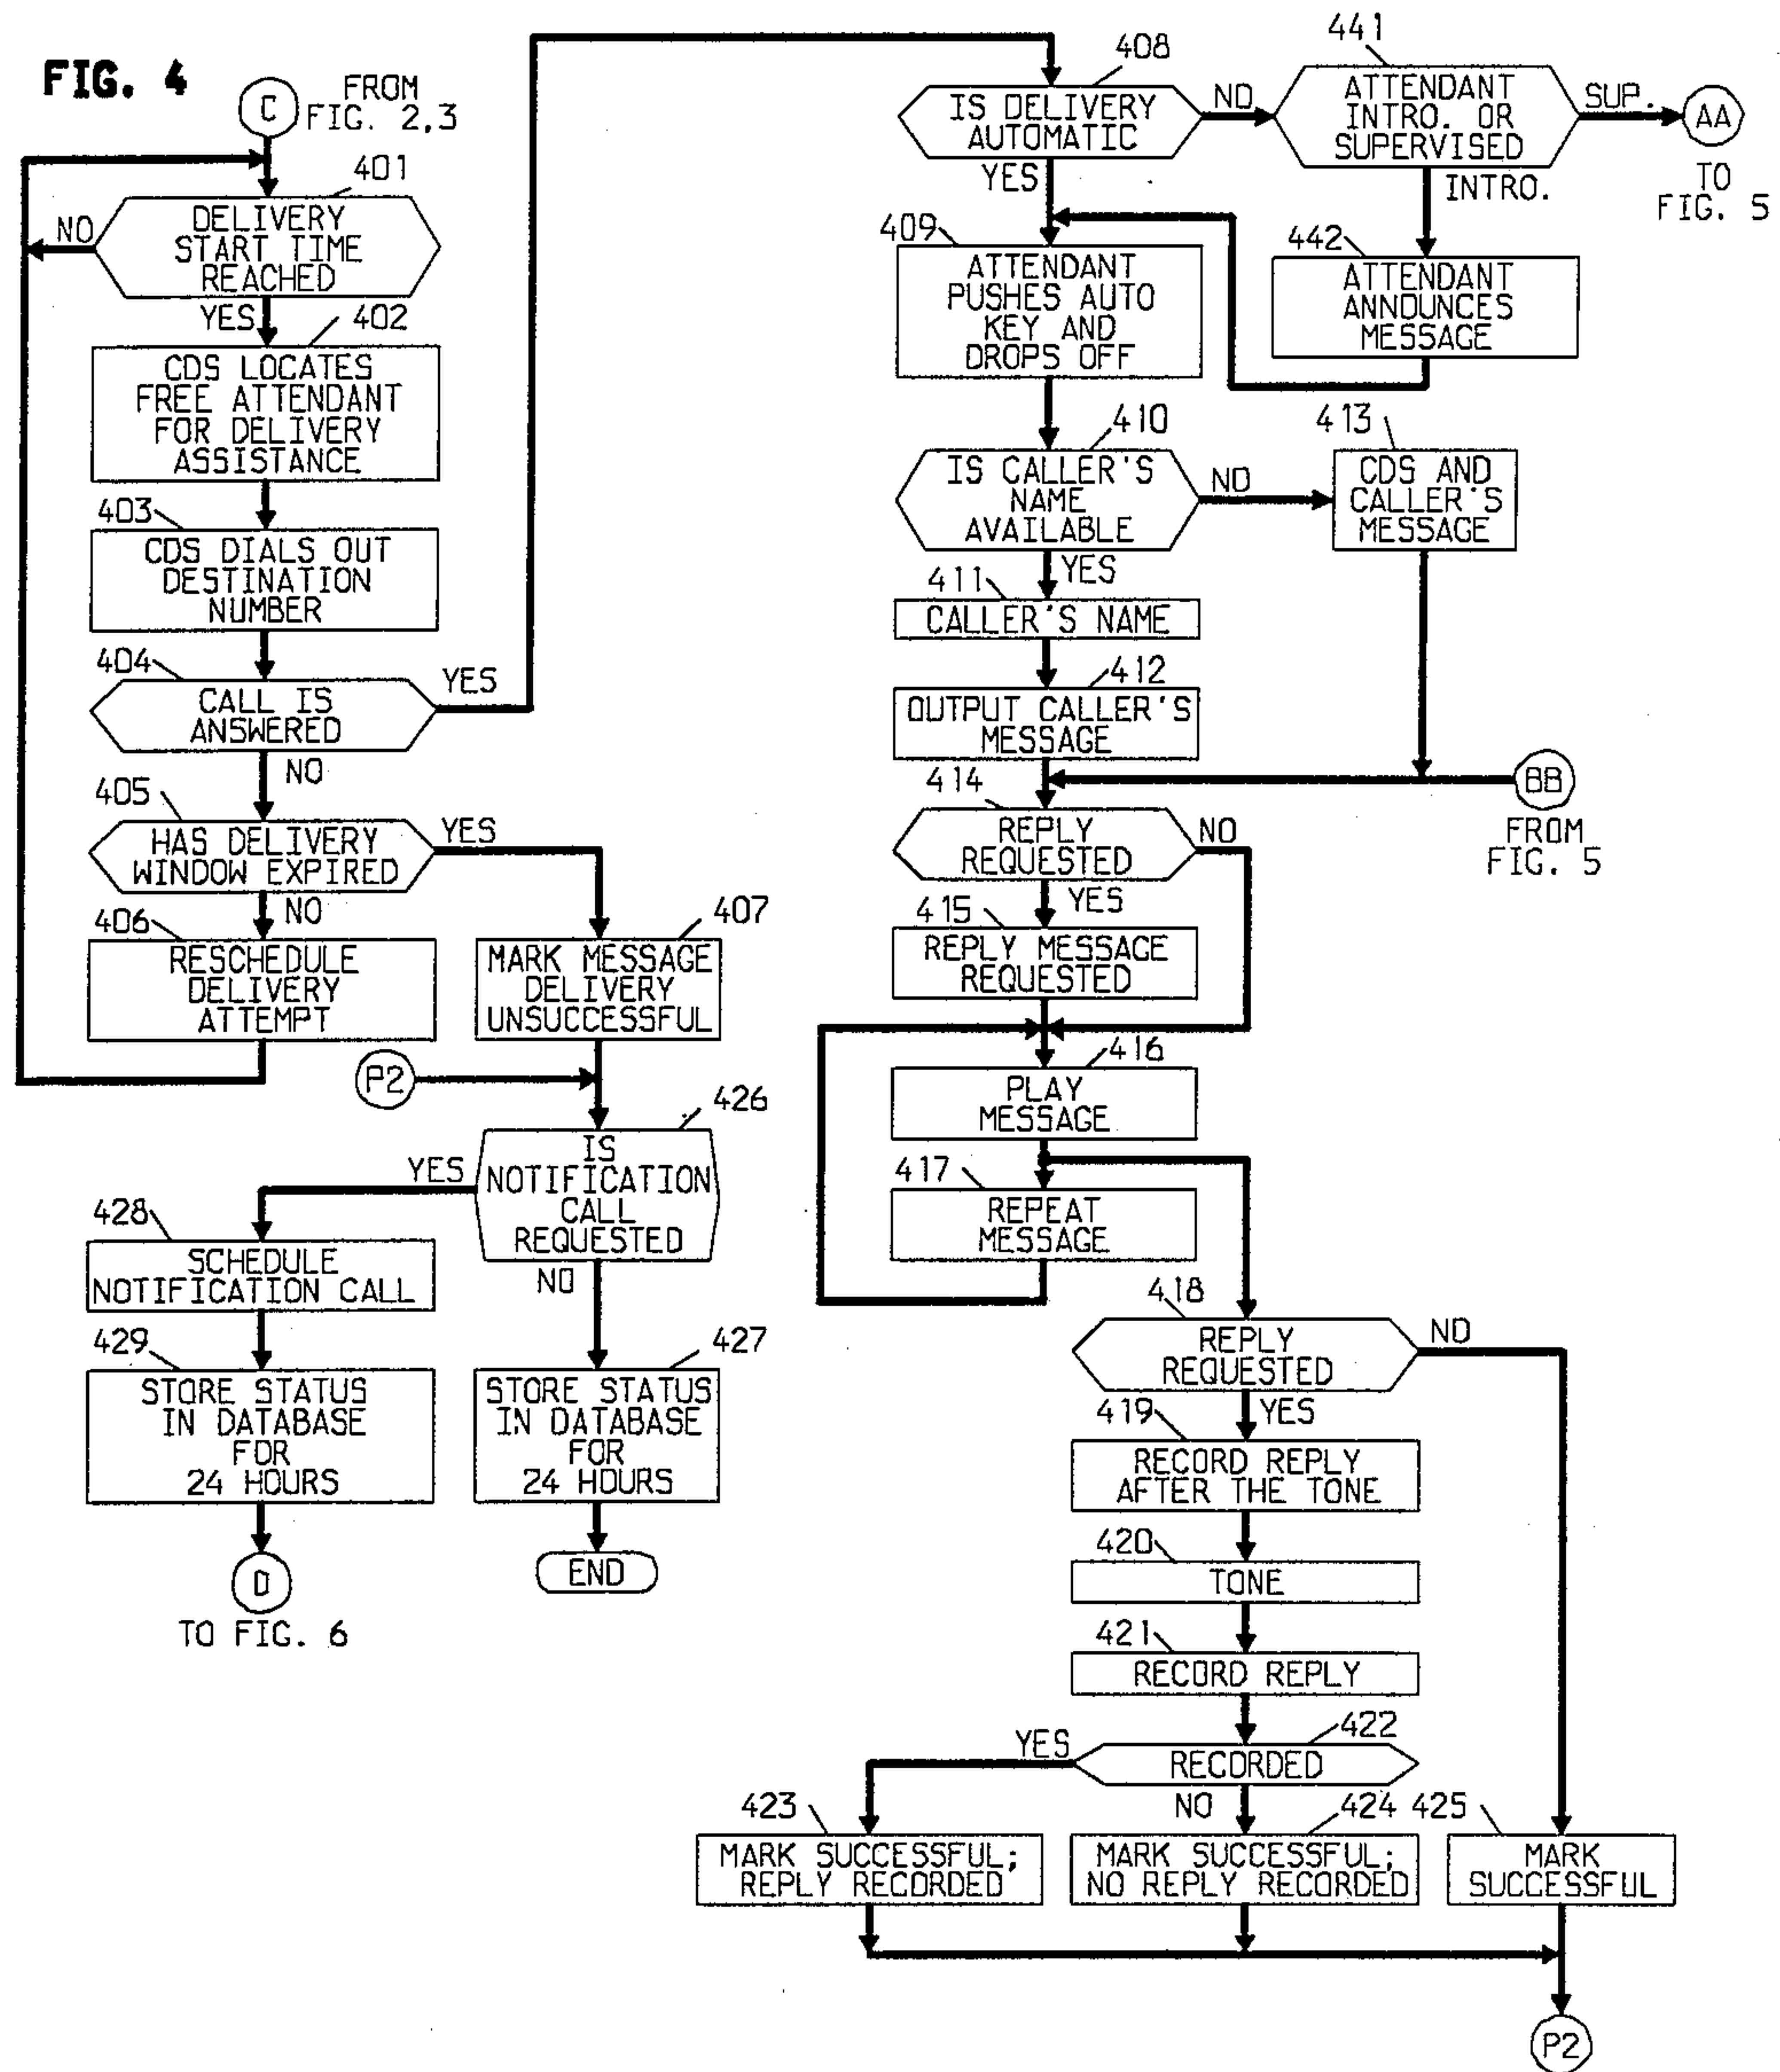 FIG. 4
C
FROM
FIG. 2,3
401
DELIVERY
START TIME
REACHED
NO
YES
402
CDS LOCATES
FREE ATTENDANT
FOR DELIVERY
ASSISTANCE
403
CDS DIALS OUT
DESTINATION
NUMBER
404
CALL IS
ANSWERED
YES
NO
405
HAS DELIVERY
WINDOW EXPIRED
YES
NO
406
RESCHEDULE
DELIVERY
ATTEMPT
407
MARK MESSAGE
DELIVERY
UNSUCCESSFUL
P2
426
IS
NOTIFICATION
CALL
REQUESTED
YES
NO
428
SCHEDULE
NOTIFICATION CALL
429
STORE STATUS
IN DATABASE
FOR
24 HOURS
D
TO FIG. 6
427
STORE STATUS
IN DATABASE
FOR
24 HOURS
END
408
IS DELIVERY
AUTOMATIC
NO
YES
441
ATTENDANT
INTRO. OR
SUPERVISED
SUP.
AA
TO
FIG. 5
INTRO.
442
ATTENDANT
ANNOUNCES
MESSAGE
409
ATTENDANT
PUSHES AUTO
KEY AND
DROPS OFF
410
IS CALLER'S
NAME
AVAILABLE
NO
YES
413
CDS AND
CALLER'S
MESSAGE
411
CALLER'S NAME
412
OUTPUT CALLER'S
MESSAGE
BB
FROM
FIG. 5
414
REPLY
REQUESTED
NO
YES
415
REPLY MESSAGE
REQUESTED
416
PLAY
MESSAGE
417
REPEAT
MESSAGE
418
REPLY
REQUESTED
NO
YES
419
RECORD REPLY
AFTER THE TONE
420
TONE
421
RECORD REPLY
422
RECORDED
YES
NO
423
MARK SUCCESSFUL;
REPLY RECORDED
424
MARK SUCCESSFUL;
NO REPLY RECORDED
425
MARK
SUCCESSFUL
P2